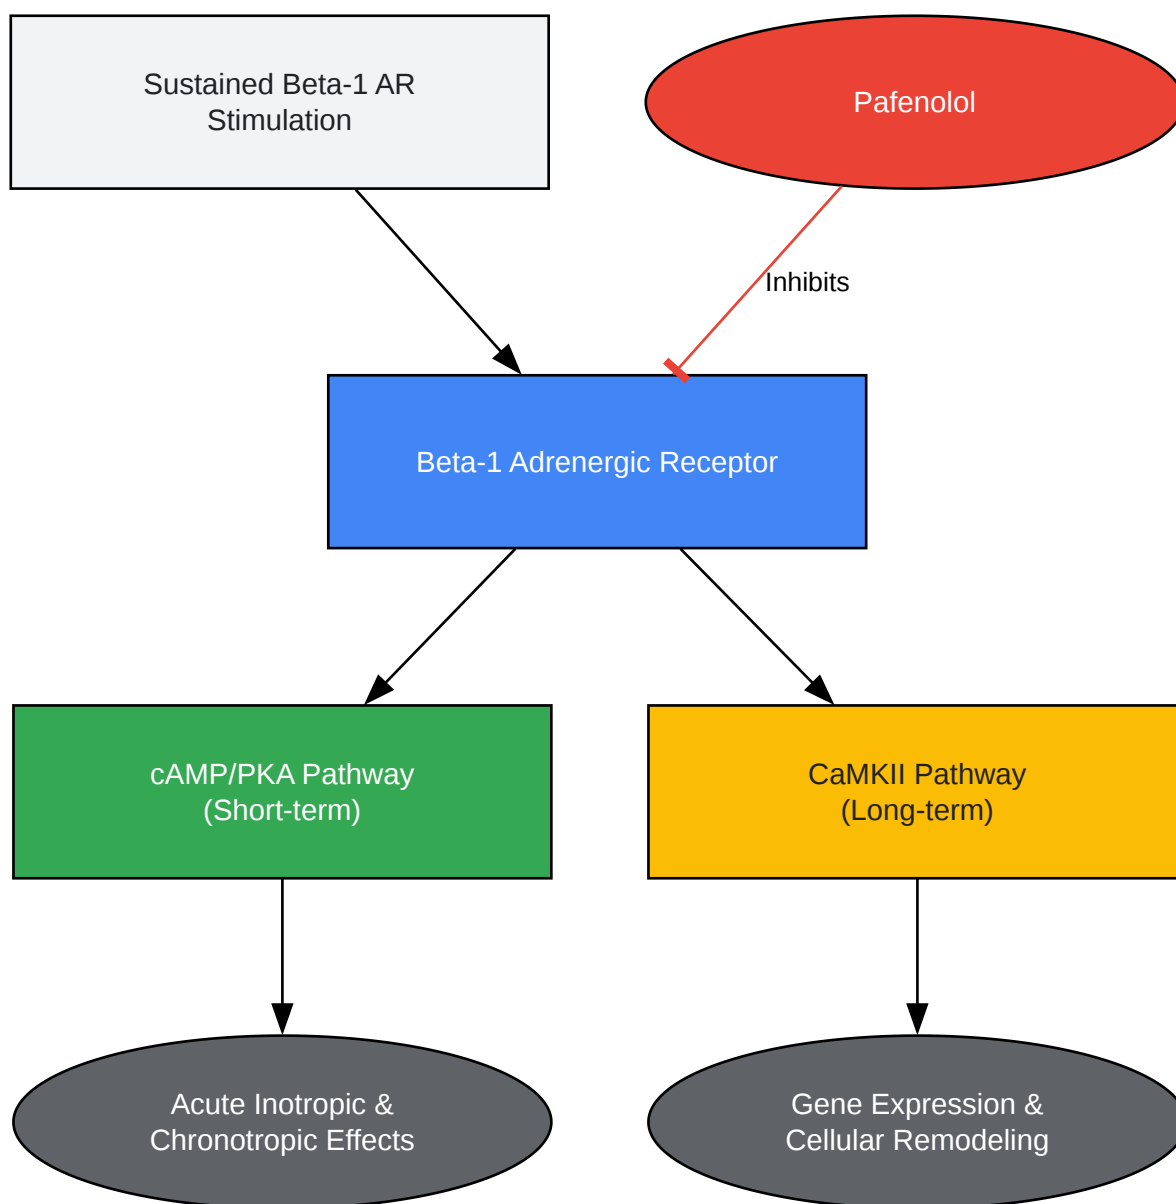 Sustained Beta-1 AR
Stimulation
Pafenolol
Inhibits
Beta-1 Adrenergic Receptor
cAMP/PKA Pathway
(Short-term)
CaMKII Pathway
(Long-term)
Acute Inotropic &
Chronotropic Effects
Gene Expression &
Cellular Remodeling